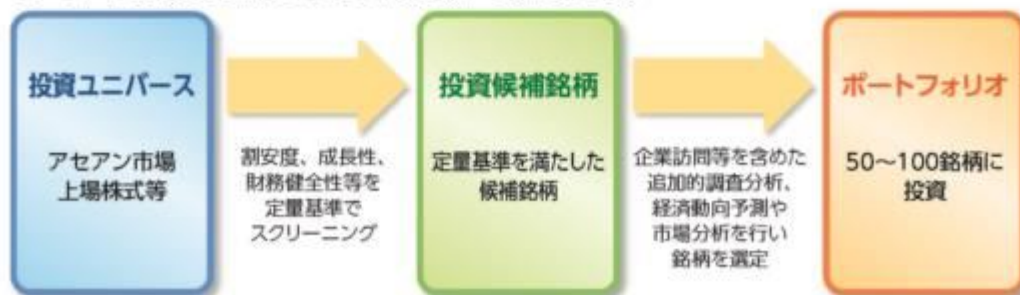 投資ユニバース
アセアン市場
上場株式等
割安度、成長性、
財務健全性等を
定量基準で
スクリーニング
投資候補銘柄
定量基準を満たした
候補銘柄
企業訪問等を含めた
追加的調査分析、
経済動向予測や
市場分析を行い
銘柄を選定
ポートフォリオ
50〜100銘柄に
投資